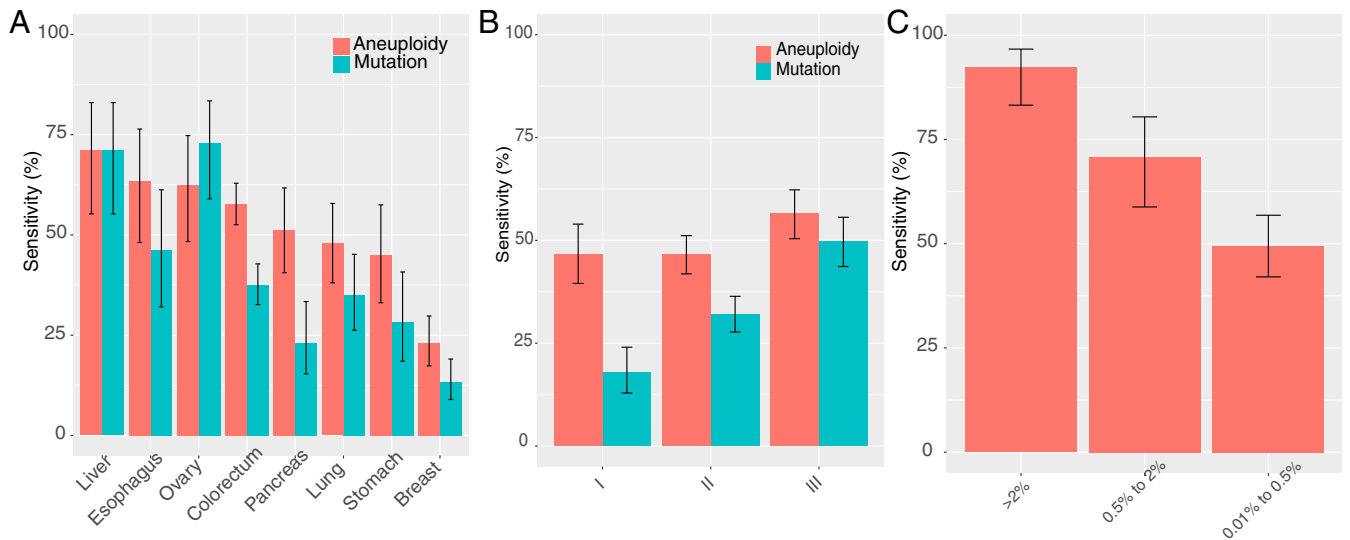 A
100
75
50
25
0
Sensitivity (%)
Aneuploidy
Mutation
Liver
Esophagus
Ovary
Colorectum
Pancreas
Lung
Stomach
Breast
B
100
75
50
25
0
Sensitivity (%)
Aneuploidy
Mutation
I
II
III
C
100
75
50
25
0
Sensitivity (%)
>2%
0.5% to 2%
0.01% to 0.5%